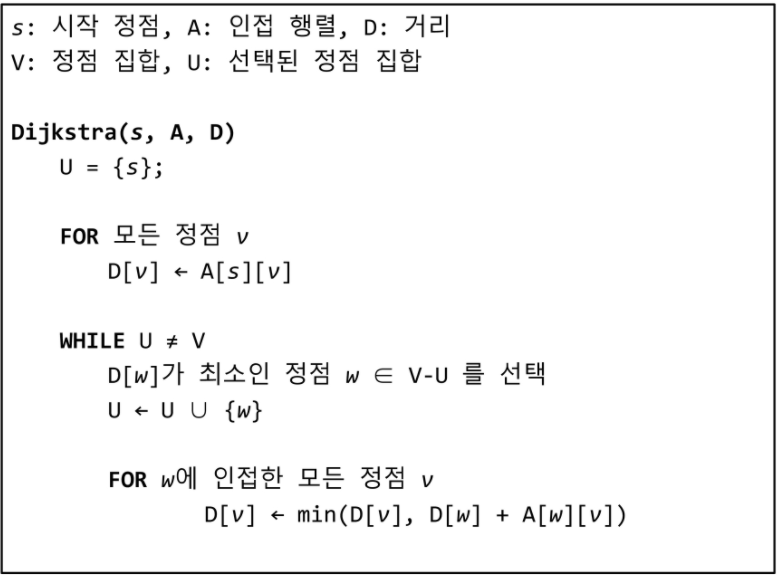 s: 시작 정점, A: 인접 행렬, D: 거리
V: 정점 집합, U: 선택된 정점 집합
Dijkstra(s, A, D)
U = {s};
FOR 모든 정점 v
D[v] ← A[s][v]
WHILE U ≠ V
D[w]가 최소인 정점 w ∈ V-U 를 선택
U ← U ∪ {w}
FOR w에 인접한 모든 정점 v
D[v] ← min(D[v], D[w] + A[w][v])